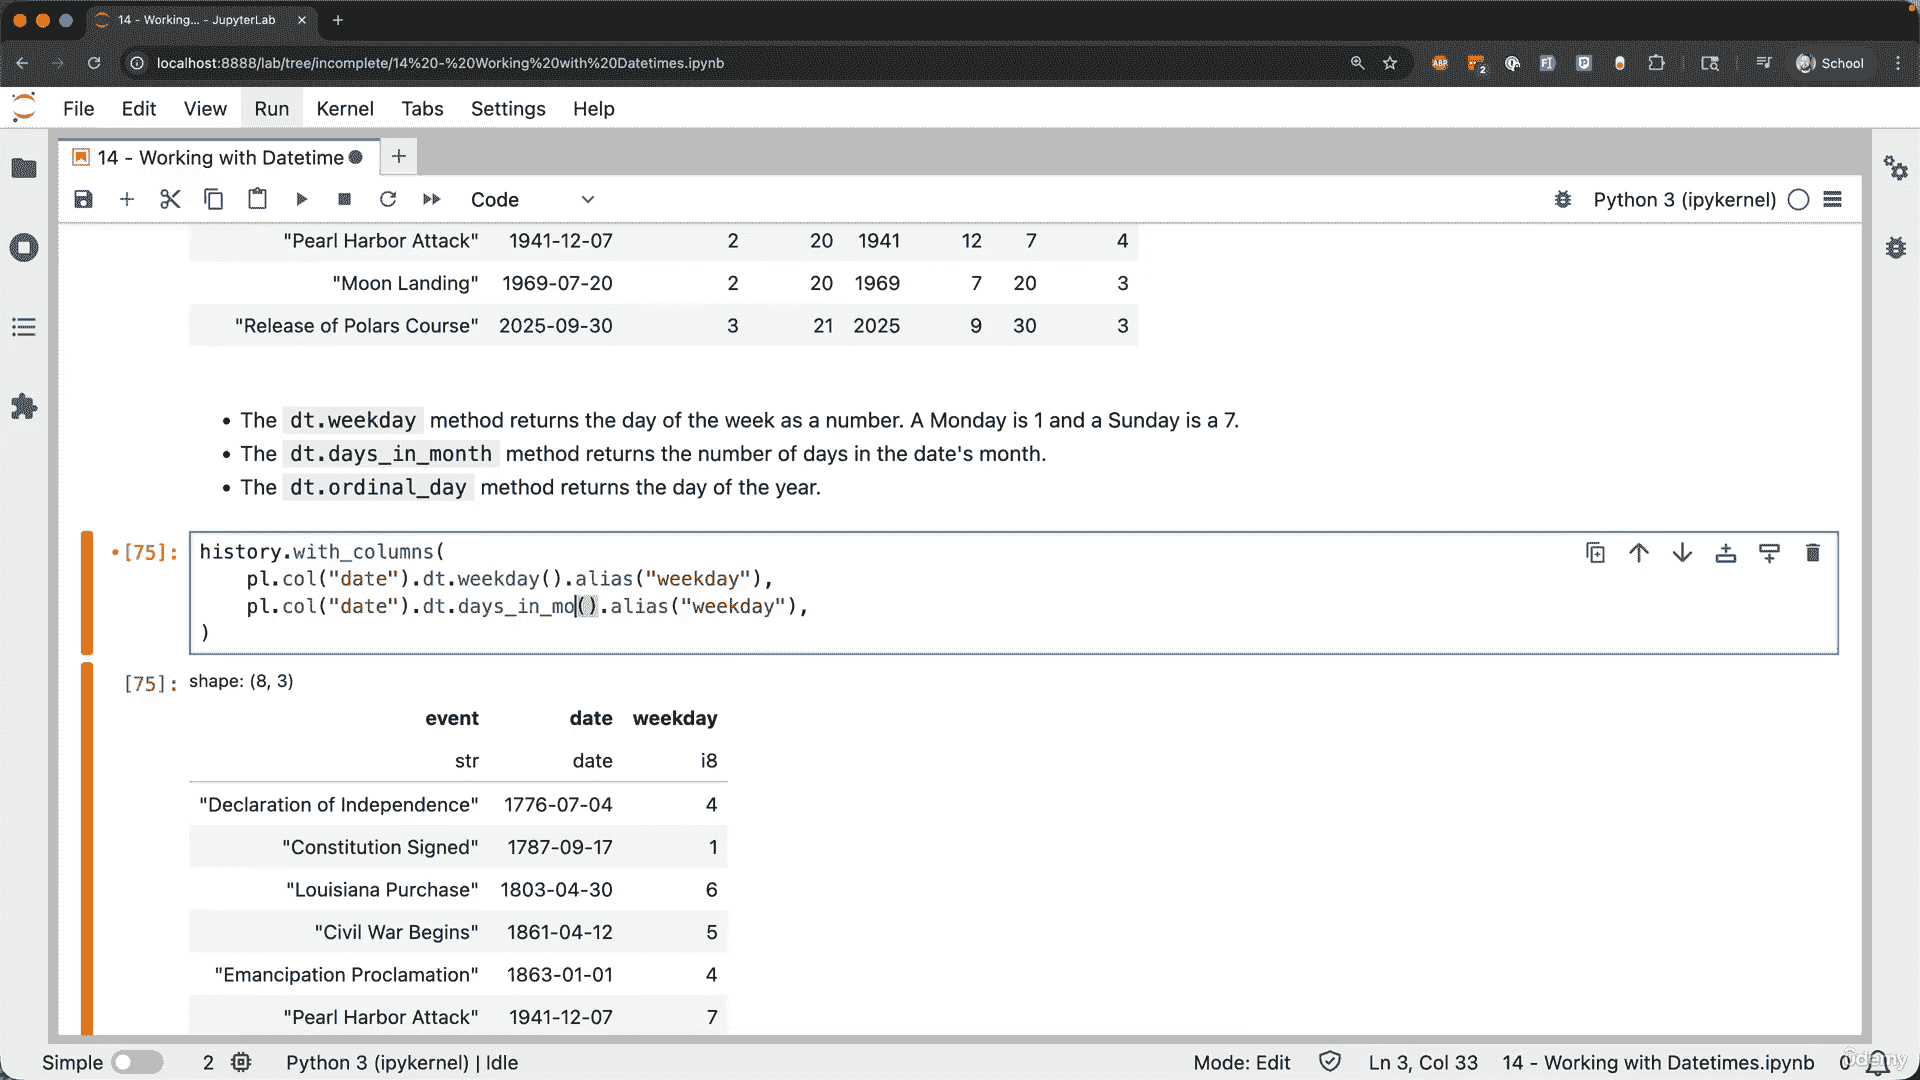 14 - Working... - JupyterLab
localhost:8888/lab/tree/incomplete/14%20-%20Working%20with%20Datetimes.ipynb
ABP
2
School
File Edit View Run Kernel Tabs Settings Help
14 - Working with Datetime
Code
Python 3 (ipykernel)
"Pearl Harbor Attack" 1941-12-07 2 20 1941 12 7 4
"Moon Landing" 1969-07-20 2 20 1969 7 20 3
"Release of Polars Course" 2025-09-30 3 21 2025 9 30 3
• The dt.weekday method returns the day of the week as a number. A Monday is 1 and a Sunday is a 7.
• The dt.days_in_month method returns the number of days in the date's month.
• The dt.ordinal_day method returns the day of the year.
[75]: history.with_columns(
pl.col("date").dt.weekday().alias("weekday"),
pl.col("date").dt.days_in_mo().alias("weekday"),
)
[75]: shape: (8, 3)
event date weekday
str date i8
"Declaration of Independence" 1776-07-04 4
"Constitution Signed" 1787-09-17 1
"Louisiana Purchase" 1803-04-30 6
"Civil War Begins" 1861-04-12 5
"Emancipation Proclamation" 1863-01-01 4
"Pearl Harbor Attack" 1941-12-07 7
Simple 2 Python 3 (ipykernel) | Idle Mode: Edit Ln 3, Col 33 14 - Working with Datetimes.ipynb 0
udemy